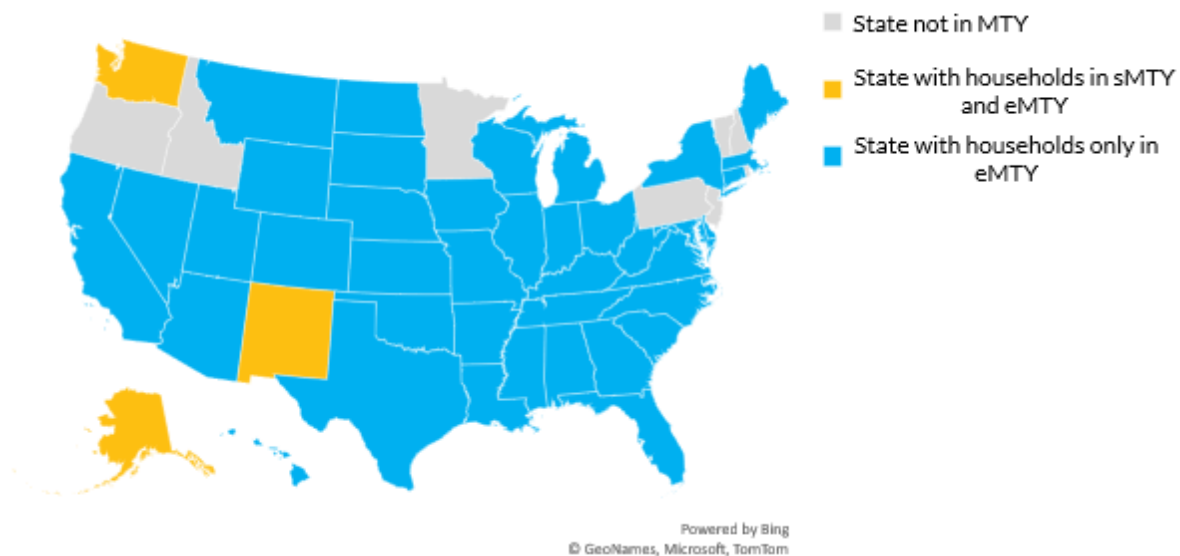 State not in MTY
State with households in sMTY
and eMTY
State with households only in
eMTY
Powered by Bing
© GeoNames, Microsoft, TomTom